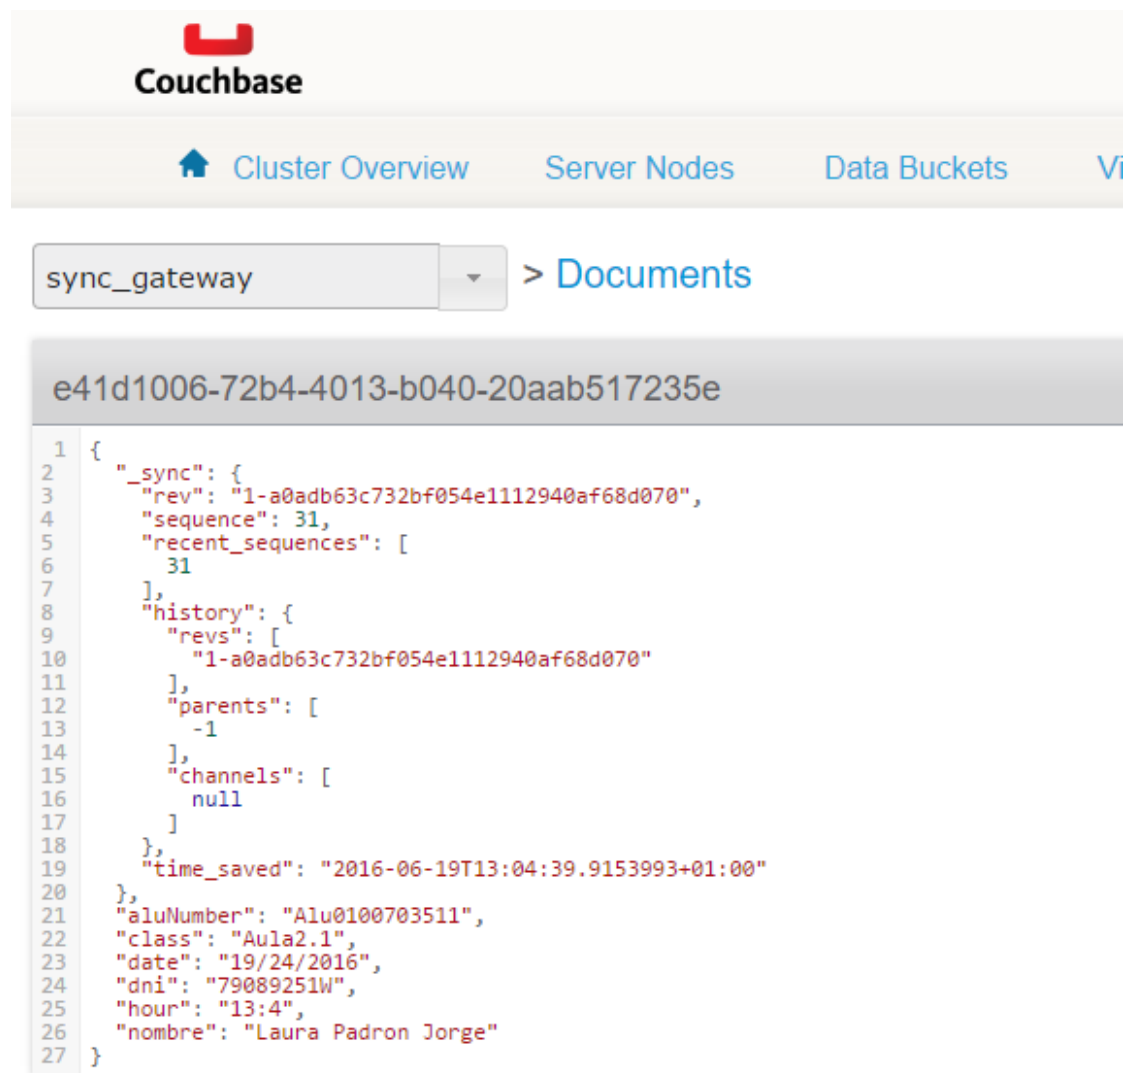 Couchbase
Cluster Overview Server Nodes Data Buckets
sync_gateway > Documents
e41d1006-72b4-4013-b040-20aab517235e
1 {
2 "_sync": {
3 "rev": "1-a0adb63c732bf054e1112940af68d070",
4 "sequence": 31,
5 "recent_sequences": [
6 31
7 ],
8 "history": {
9 "revs": [
10 "1-a0adb63c732bf054e1112940af68d070"
11 ],
12 "parents": [
13 -1
14 ],
15 "channels": [
16 null
17 ]
18 },
19 "time_saved": "2016-06-19T13:04:39.9153993+01:00"
20 },
21 "aluNumber": "Alu0100703511",
22 "class": "Aula2.1",
23 "date": "19/24/2016",
24 "dni": "79089251W",
25 "hour": "13:4",
26 "nombre": "Laura Padron Jorge"
27 }